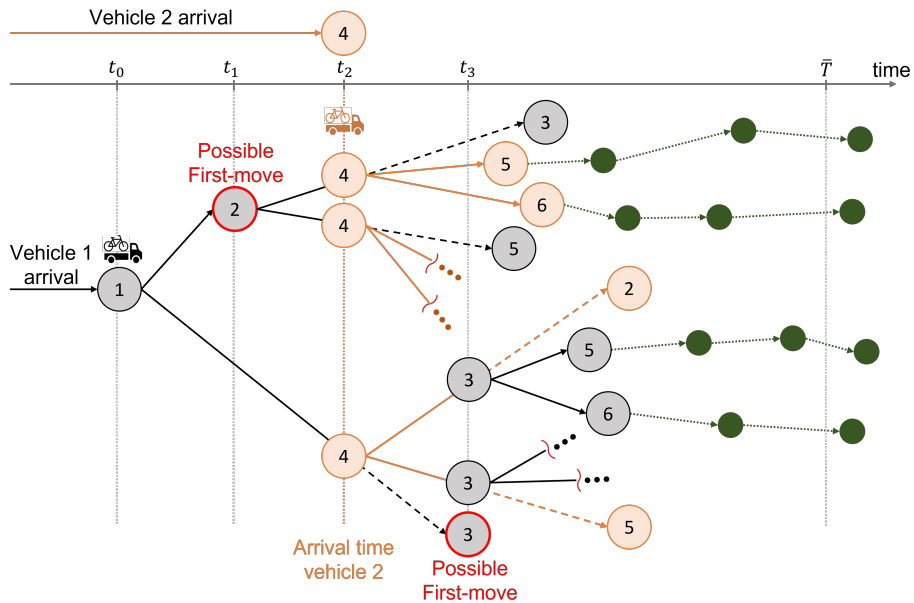 Vehicle 2 arrival
4
t0
t1
t2
t3
T̄
time
3
Possible
First-move
4
5
2
6
4
5
Vehicle 1
arrival
1
2
5
3
6
4
3
3
5
Arrival time
vehicle 2
Possible
First-move